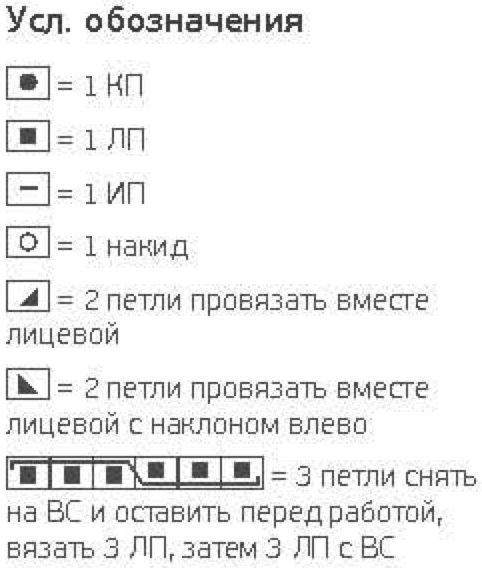 Усл. обозначения
= 1 КП
= 1 ЛП
= 1 ИП
= 1 накид
= 2 петли провязать вместе
лицевой
= 2 петли провязать вместе
лицевой с наклоном влево
= 3 петли снять
на ВС и оставить перед работой,
вязать 3 ЛП, затем 3 ЛП с ВС